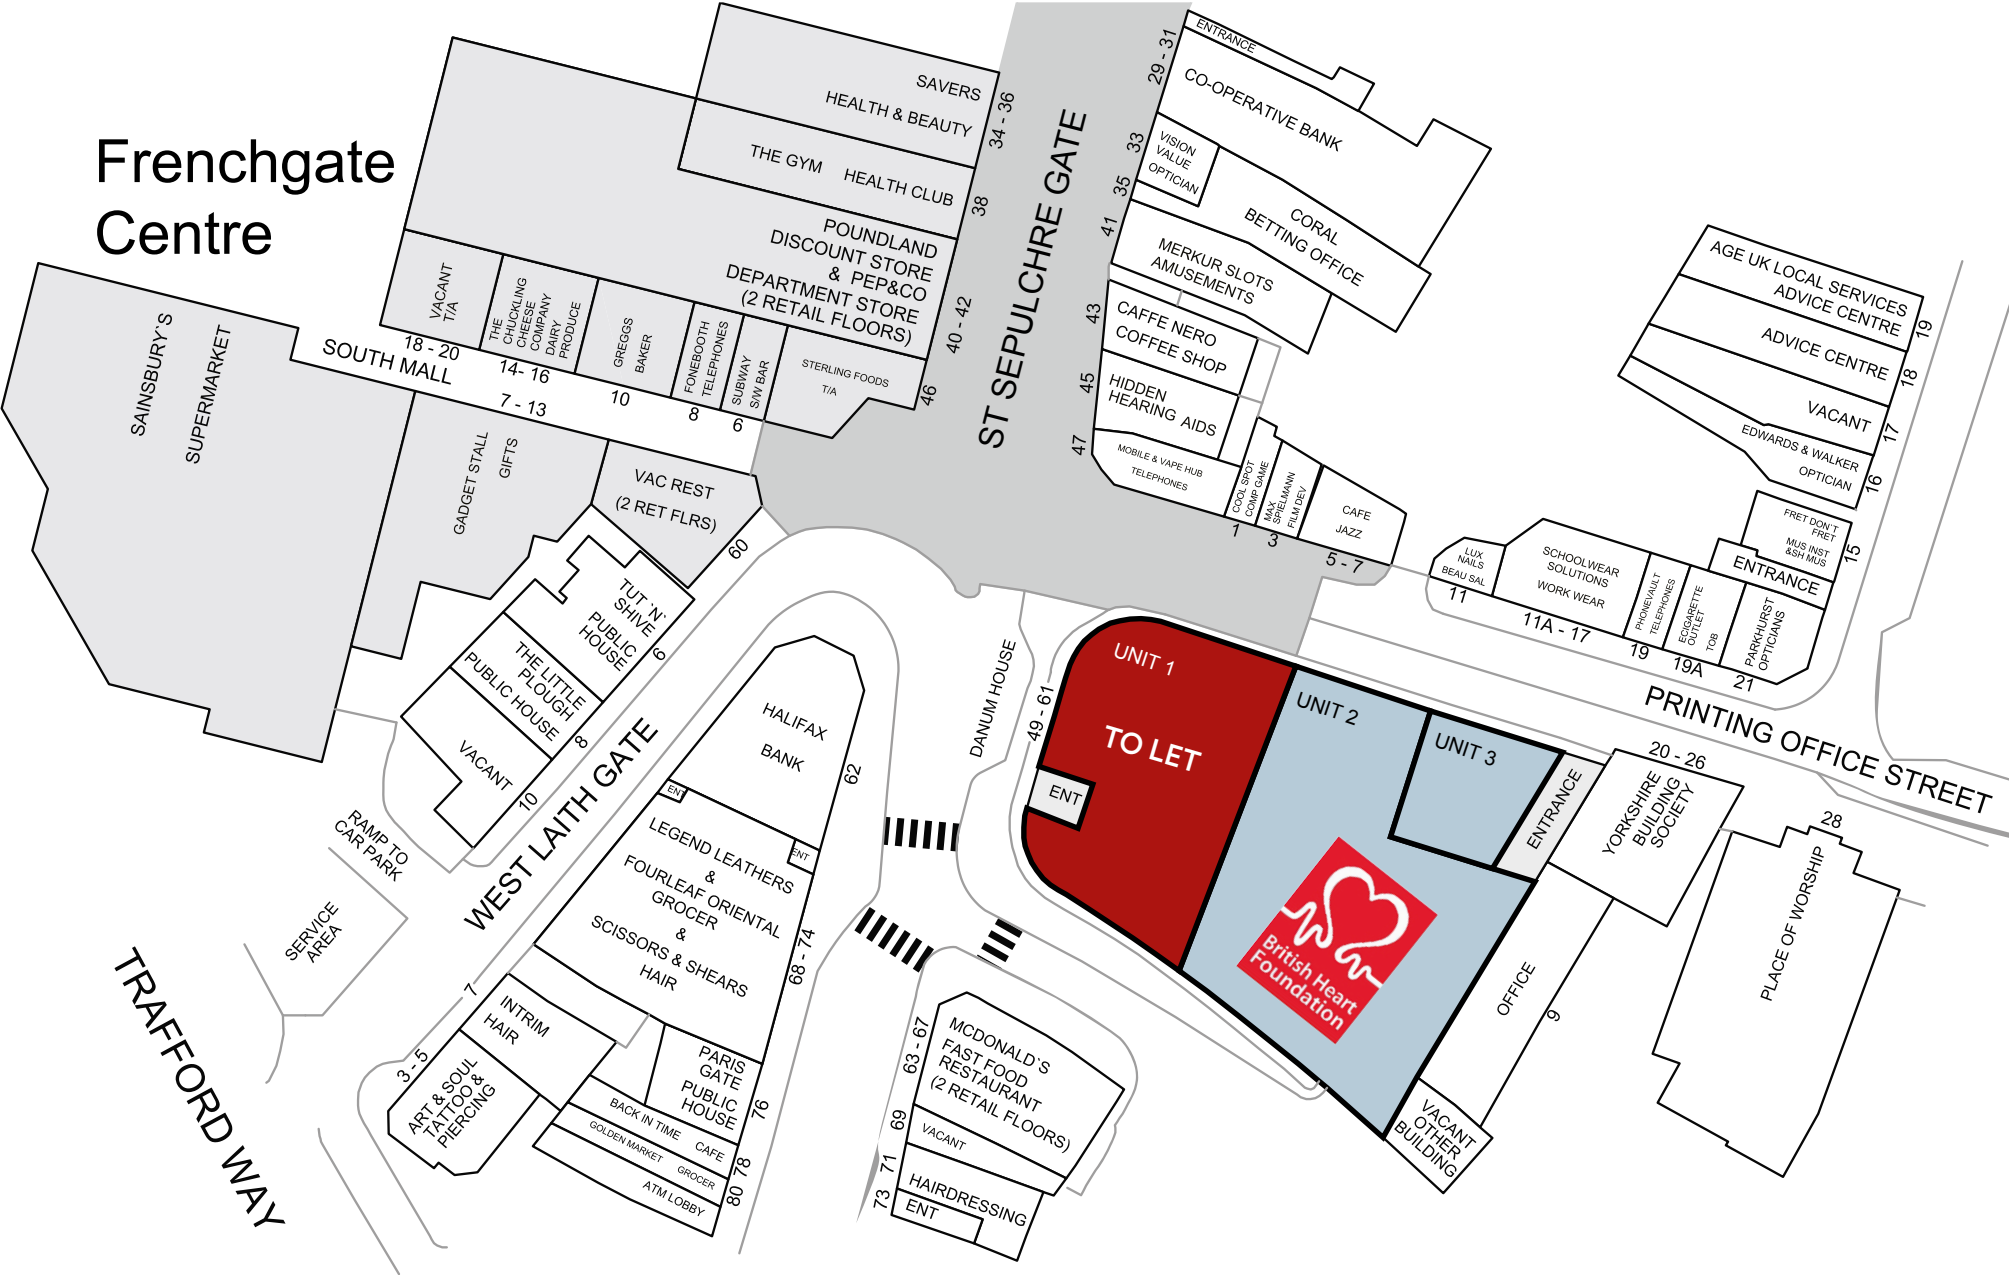 Frenchgate
Centre
SAVERS
HEALTH & BEAUTY
34 - 36
THE GYM HEALTH CLUB
38
POUNDLAND
DISCOUNT STORE
& PEP&CO
DEPARTMENT STORE
(2 RETAIL FLOORS)
40 - 42
VACANT
T/A
18 - 20
THE
CHUCKLING
CHEESE
COMPANY
DAIRY
PRODUCE
14- 16
GREGGS
BAKER
10
FONEBOOTH
TELEPHONES
8
SUBWAY
S/W BAR
6
STERLING FOODS
T/A
46
SOUTH MALL
7 - 13
SAINSBURY`S
SUPERMARKET
GADGET STALL
GIFTS
VAC REST
(2 RET FLRS)
60
ST SEPULCHRE GATE
29 - 31
ENTRANCE
CO-OPERATIVE BANK
33
VISION
VALUE
OPTICIAN
35
CORAL
BETTING OFFICE
41
MERKUR SLOTS
AMUSEMENTS
43
CAFFE NERO
COFFEE SHOP
45
HIDDEN
HEARING AIDS
47
MOBILE & VAPE HUB
TELEPHONES
COOL SPOT
COMP GAME
1
MAX
SPIELMANN
FILM DEV
3
CAFE
JAZZ
5 - 7
AGE UK LOCAL SERVICES
ADVICE CENTRE
19
ADVICE CENTRE
18
VACANT
17
EDWARDS & WALKER
OPTICIAN
16
FRET DON`T
FRET
MUS INST
&SH MUS
15
ENTRANCE
LUX
NAILS
BEAU SAL
11
SCHOOLWEAR
SOLUTIONS
WORK WEAR
11A - 17
PHONEVAULT
TELEPHONES
19
ECIGARETTE
OUTLET
TOB
19A
PARKHURST
OPTICIANS
21
PRINTING OFFICE STREET
TUT `N`
SHIVE
PUBLIC
HOUSE
6
THE LITTLE
PLOUGH
PUBLIC HOUSE
8
VACANT
10
WEST LAITH GATE
RAMP TO
CAR PARK
SERVICE
AREA
TRAFFORD WAY
HALIFAX
BANK
62
ENT
ENT
LEGEND LEATHERS
&
FOURLEAF ORIENTAL
GROCER
&
SCISSORS & SHEARS
HAIR
68 - 74
7
INTRIM
HAIR
3 - 5
ART & SOUL
TATTOO &
PIERCING
PARIS
GATE
PUBLIC
HOUSE
76
BACK IN TIME CAFE
78
GOLDEN MARKET GROCER
80
ATM LOBBY
DANUM HOUSE
49 - 61
UNIT 1
TO LET
ENT
UNIT 2
UNIT 3
British Heart
Foundation
ENTRANCE
20 - 26
YORKSHIRE
BUILDING
SOCIETY
28
PLACE OF WORSHIP
OFFICE
9
VACANT
OTHER
BUILDING
63 - 67
MCDONALD`S
FAST FOOD
RESTAURANT
(2 RETAIL FLOORS)
69
VACANT
71
HAIRDRESSING
73
ENT